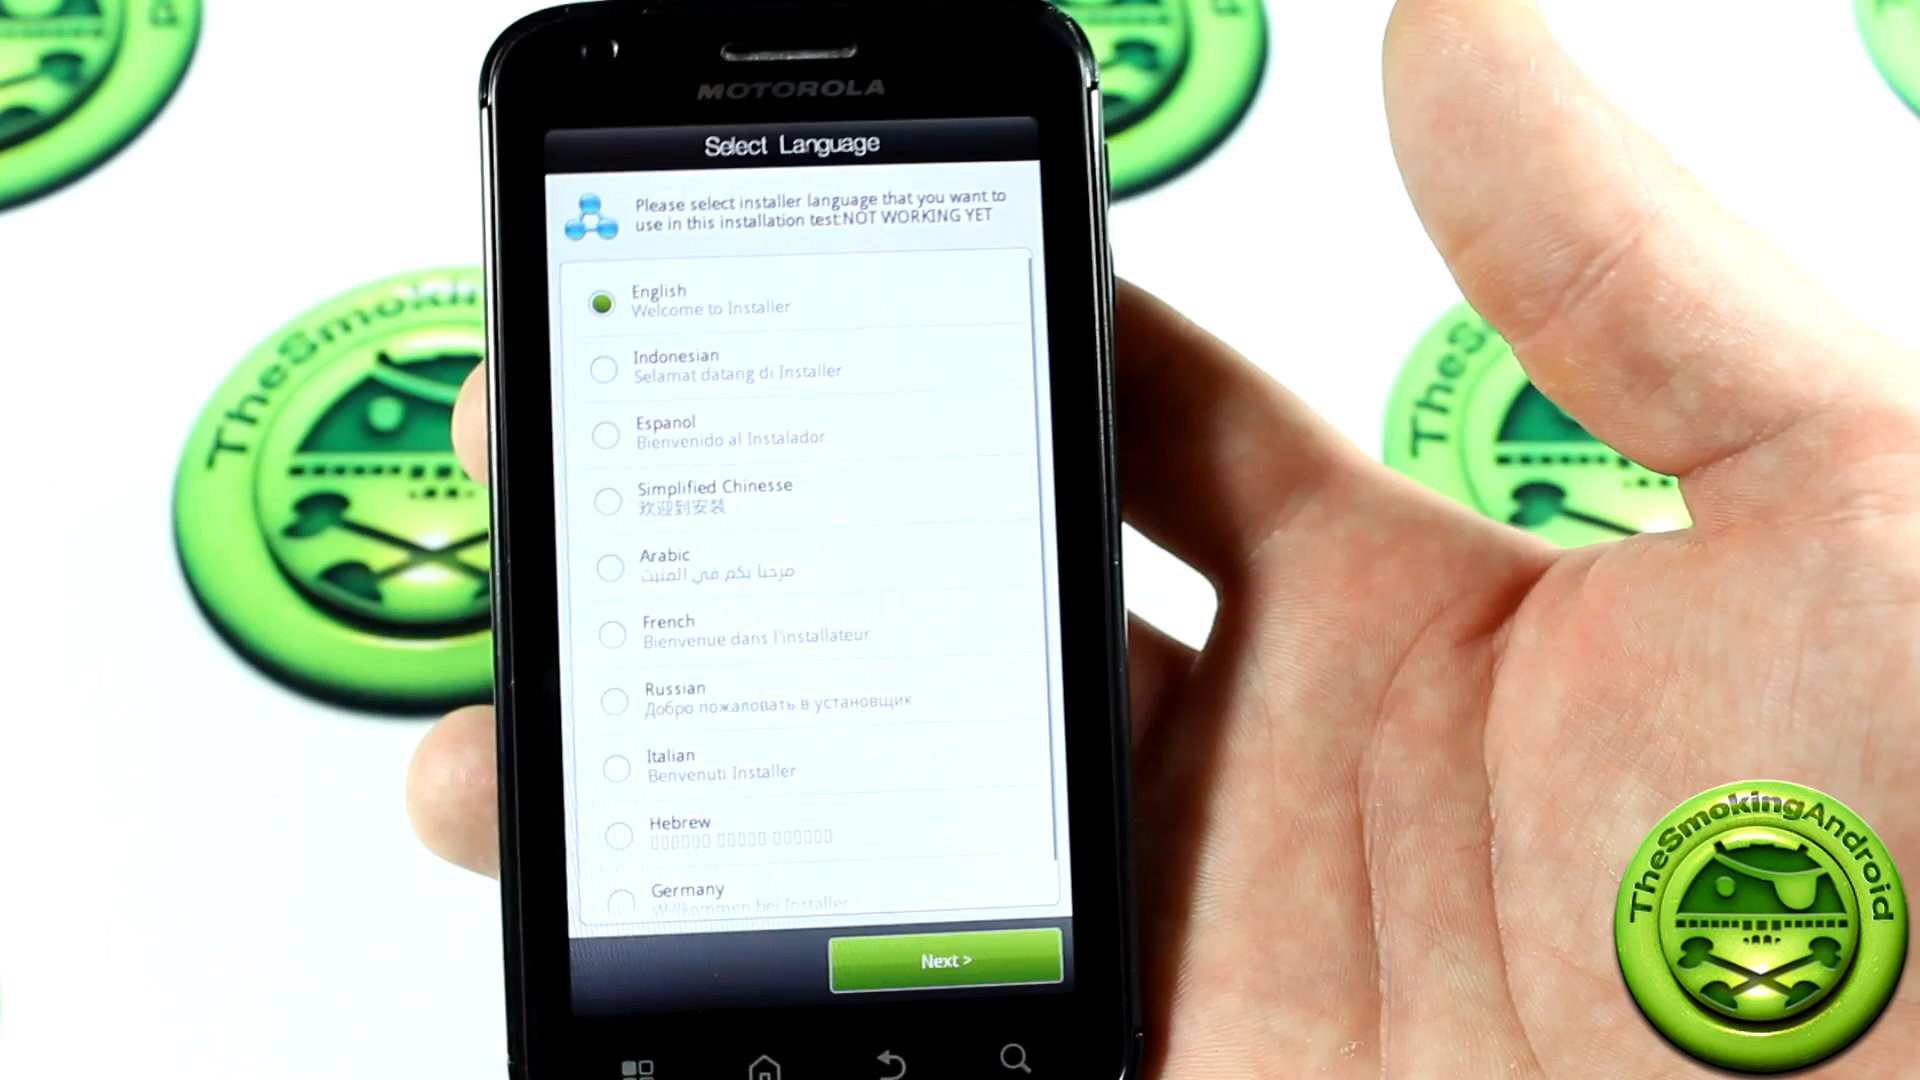 MOTOROLA
Select Language
Please select installer language that you want to
use in this installation test:NOT WORKING YET
English
Welcome to Installer
Indonesian
Selamat datang di Installer
Espanol
Bienvenido al Instalador
Simplified Chinesse
欢迎到安裝
Arabic
مرحبا بكم في المثبت
French
Bienvenue dans l'installateur
Russian
Добро пожаловать в установщик
Italian
Benvenuti Installer
Hebrew
Germany
Willkommen bei Installer
Next >
TheSmoking
TheS
TheSmokingAndroid